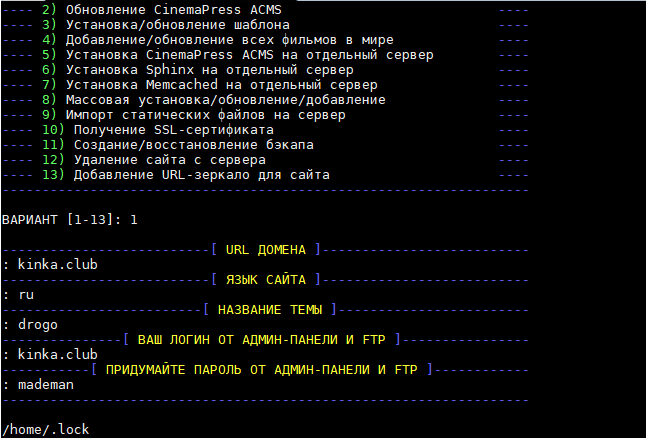 ---- 2) Обновление CinemaPress ACMS ----
---- 3) Установка/обновление шаблона ----
---- 4) Добавление/обновление всех фильмов в мире ----
---- 5) Установка CinemaPress ACMS на отдельный сервер ----
---- 6) Установка Sphinx на отдельный сервер ----
---- 7) Установка Memcached на отдельный сервер ----
---- 8) Массовая установка/обновление/добавление ----
---- 9) Импорт статических файлов на сервер ----
---- 10) Получение SSL-сертификата ----
---- 11) Создание/восстановление бэкапа ----
---- 12) Удаление сайта с сервера ----
---- 13) Добавление URL-зеркало для сайта ----
------------------------------------------------------------------
ВАРИАНТ [1-13]: 1
--------------------------[ URL ДОМЕНА ]--------------------------
: kinka.club
--------------------------[ ЯЗЫК САЙТА ]--------------------------
: ru
-------------------------[ НАЗВАНИЕ ТЕМЫ ]------------------------
: drogo
---------------[ ВАШ ЛОГИН ОТ АДМИН-ПАНЕЛИ И FTP ]----------------
: kinka.club
-----------[ ПРИДУМАЙТЕ ПАРОЛЬ ОТ АДМИН-ПАНЕЛИ И FTP ]------------
: mademan
------------------------------------------------------------------
/home/.lock